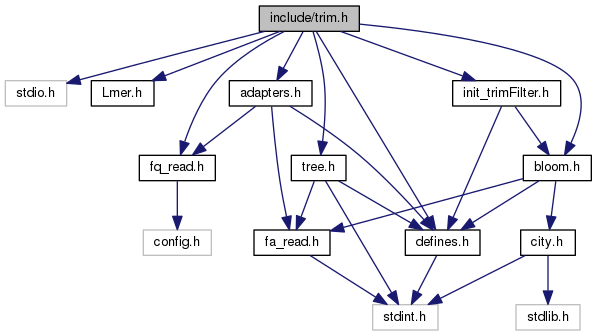 include/trim.h
stdio.h
Lmer.h
adapters.h
init_trimFilter.h
fq_read.h
tree.h
bloom.h
config.h
fa_read.h
defines.h
city.h
stdint.h
stdlib.h